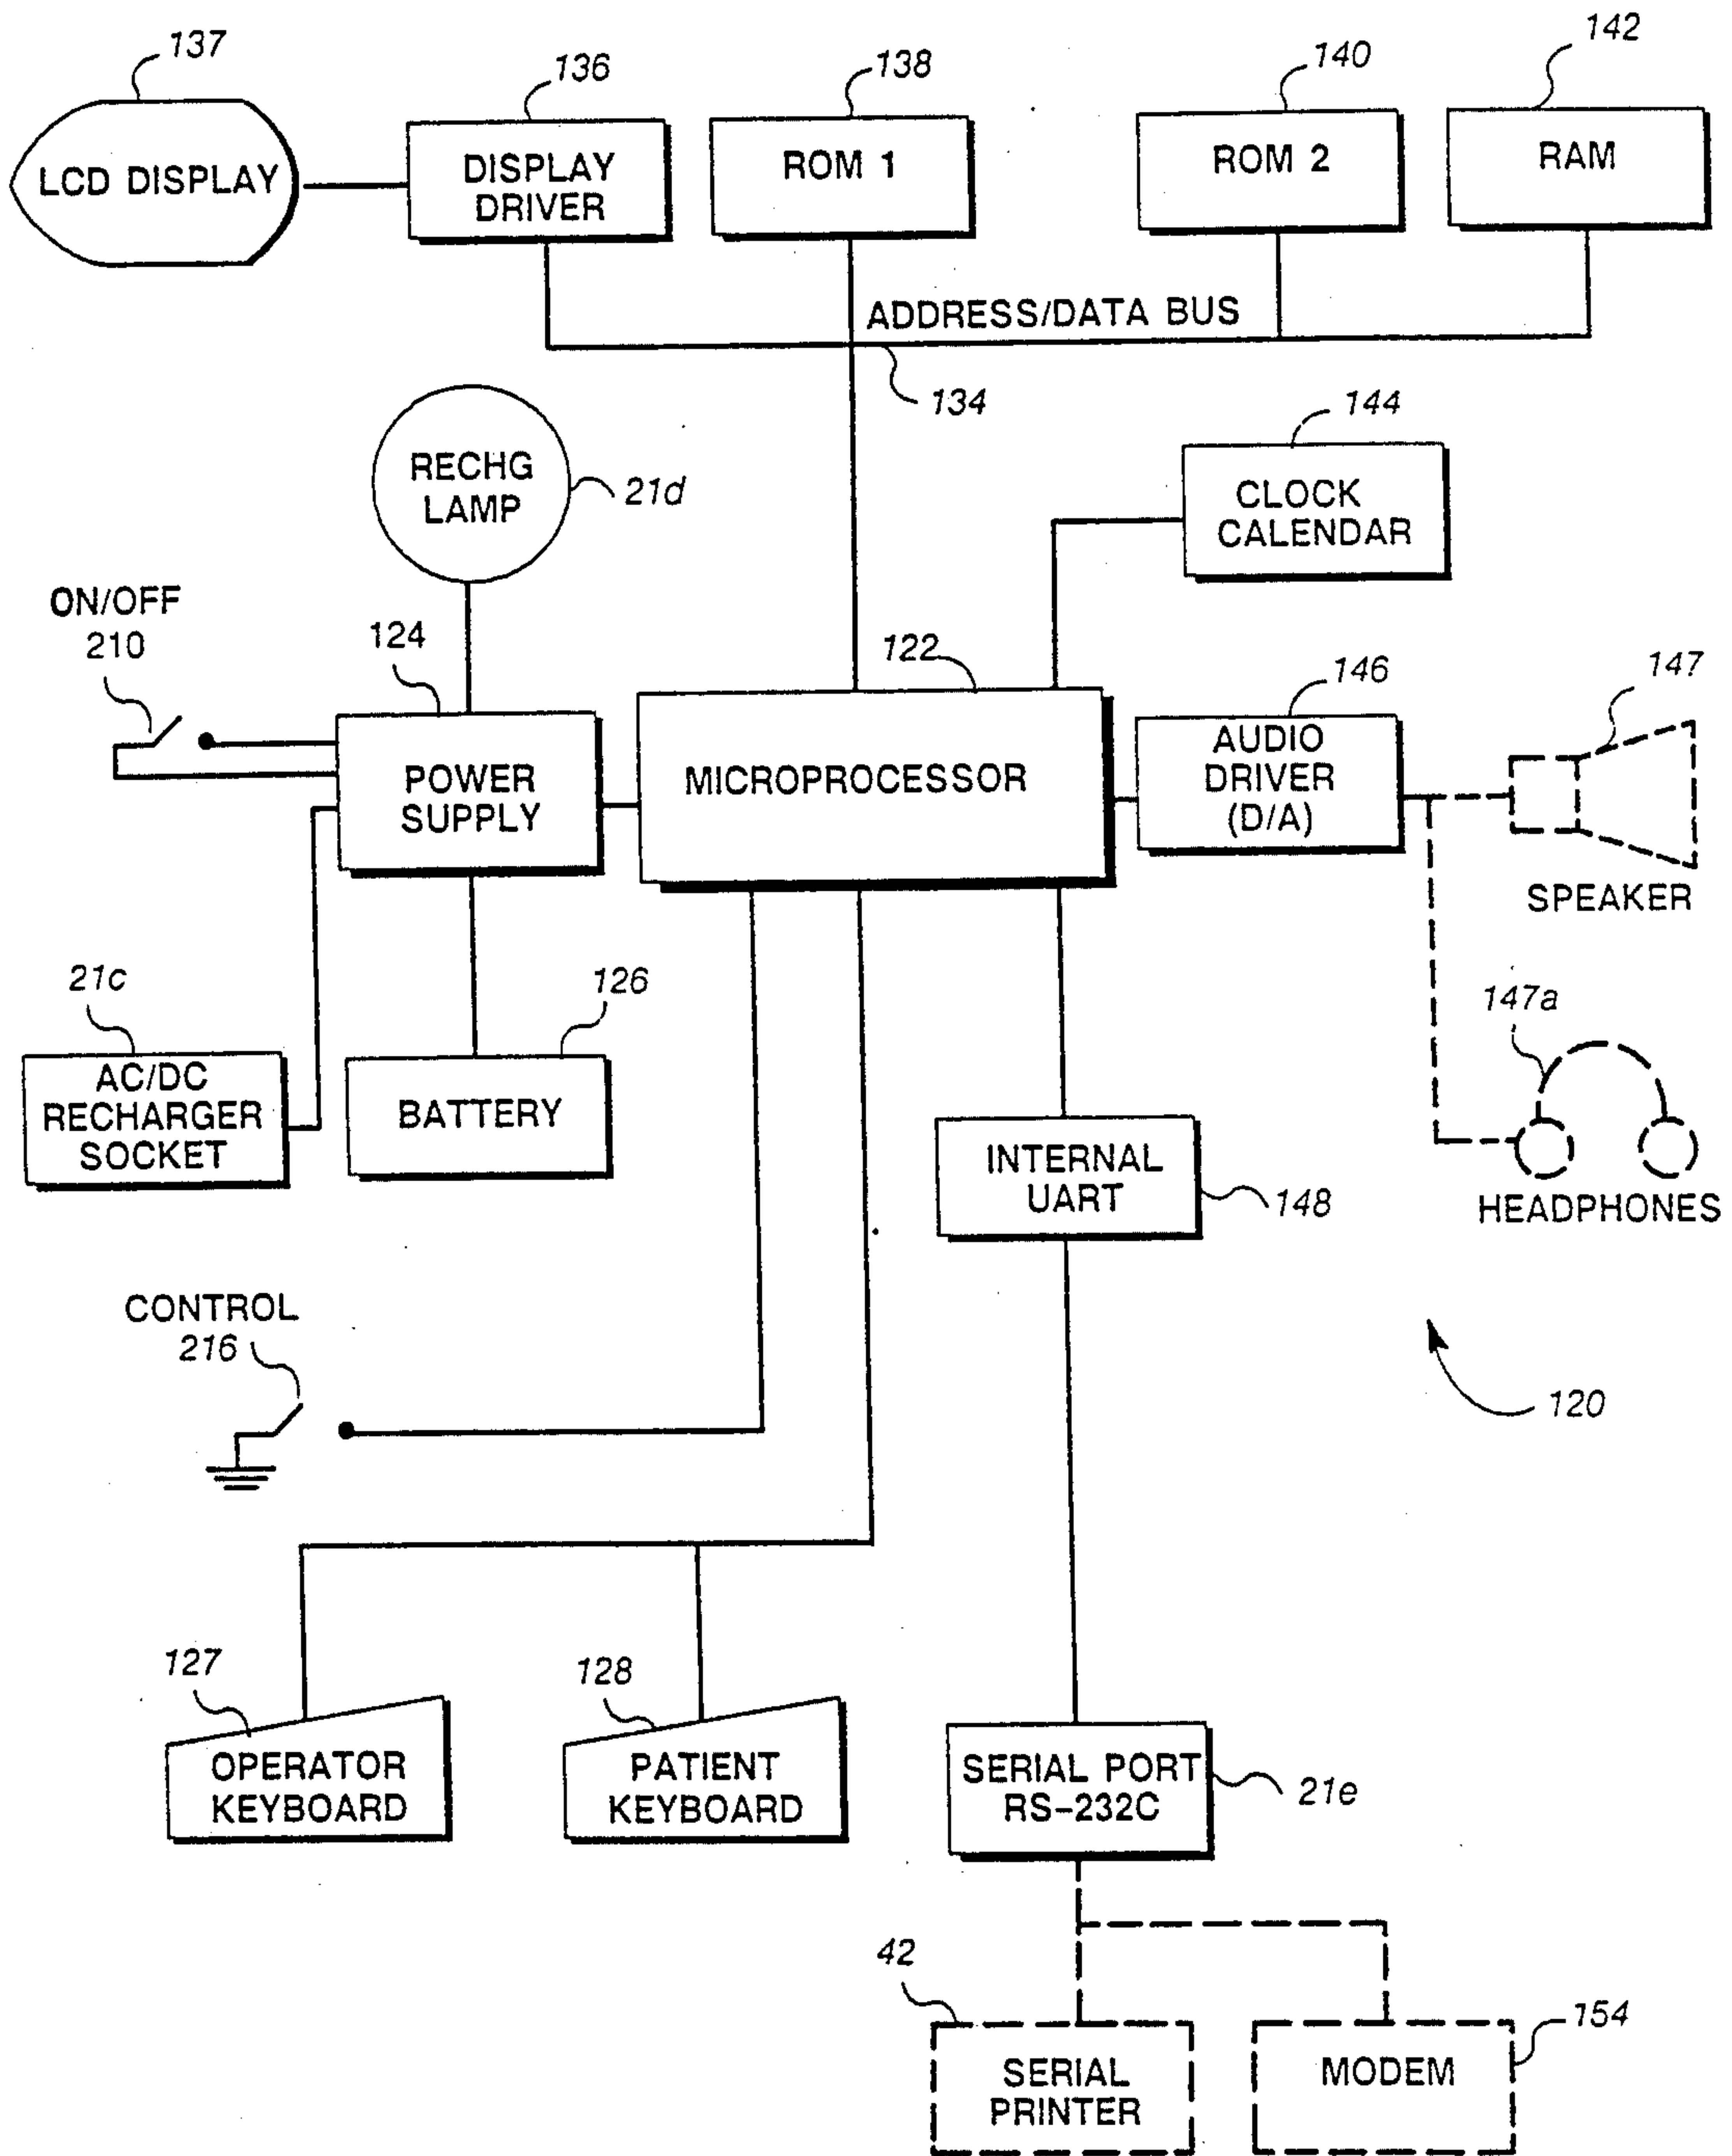 137
136
138
140
142
LCD DISPLAY
DISPLAY
DRIVER
ROM 1
ROM 2
RAM
ADDRESS/DATA BUS
134
144
RECHG
LAMP
21d
CLOCK
CALENDAR
ON/OFF
210
124
122
146
147
POWER
SUPPLY
MICROPROCESSOR
AUDIO
DRIVER
(D/A)
SPEAKER
21c
126
147a
AC/DC
RECHARGER
SOCKET
BATTERY
INTERNAL
UART
148
HEADPHONES
CONTROL
216
120
127
128
OPERATOR
KEYBOARD
PATIENT
KEYBOARD
SERIAL PORT
RS-232C
21e
42
154
SERIAL
PRINTER
MODEM